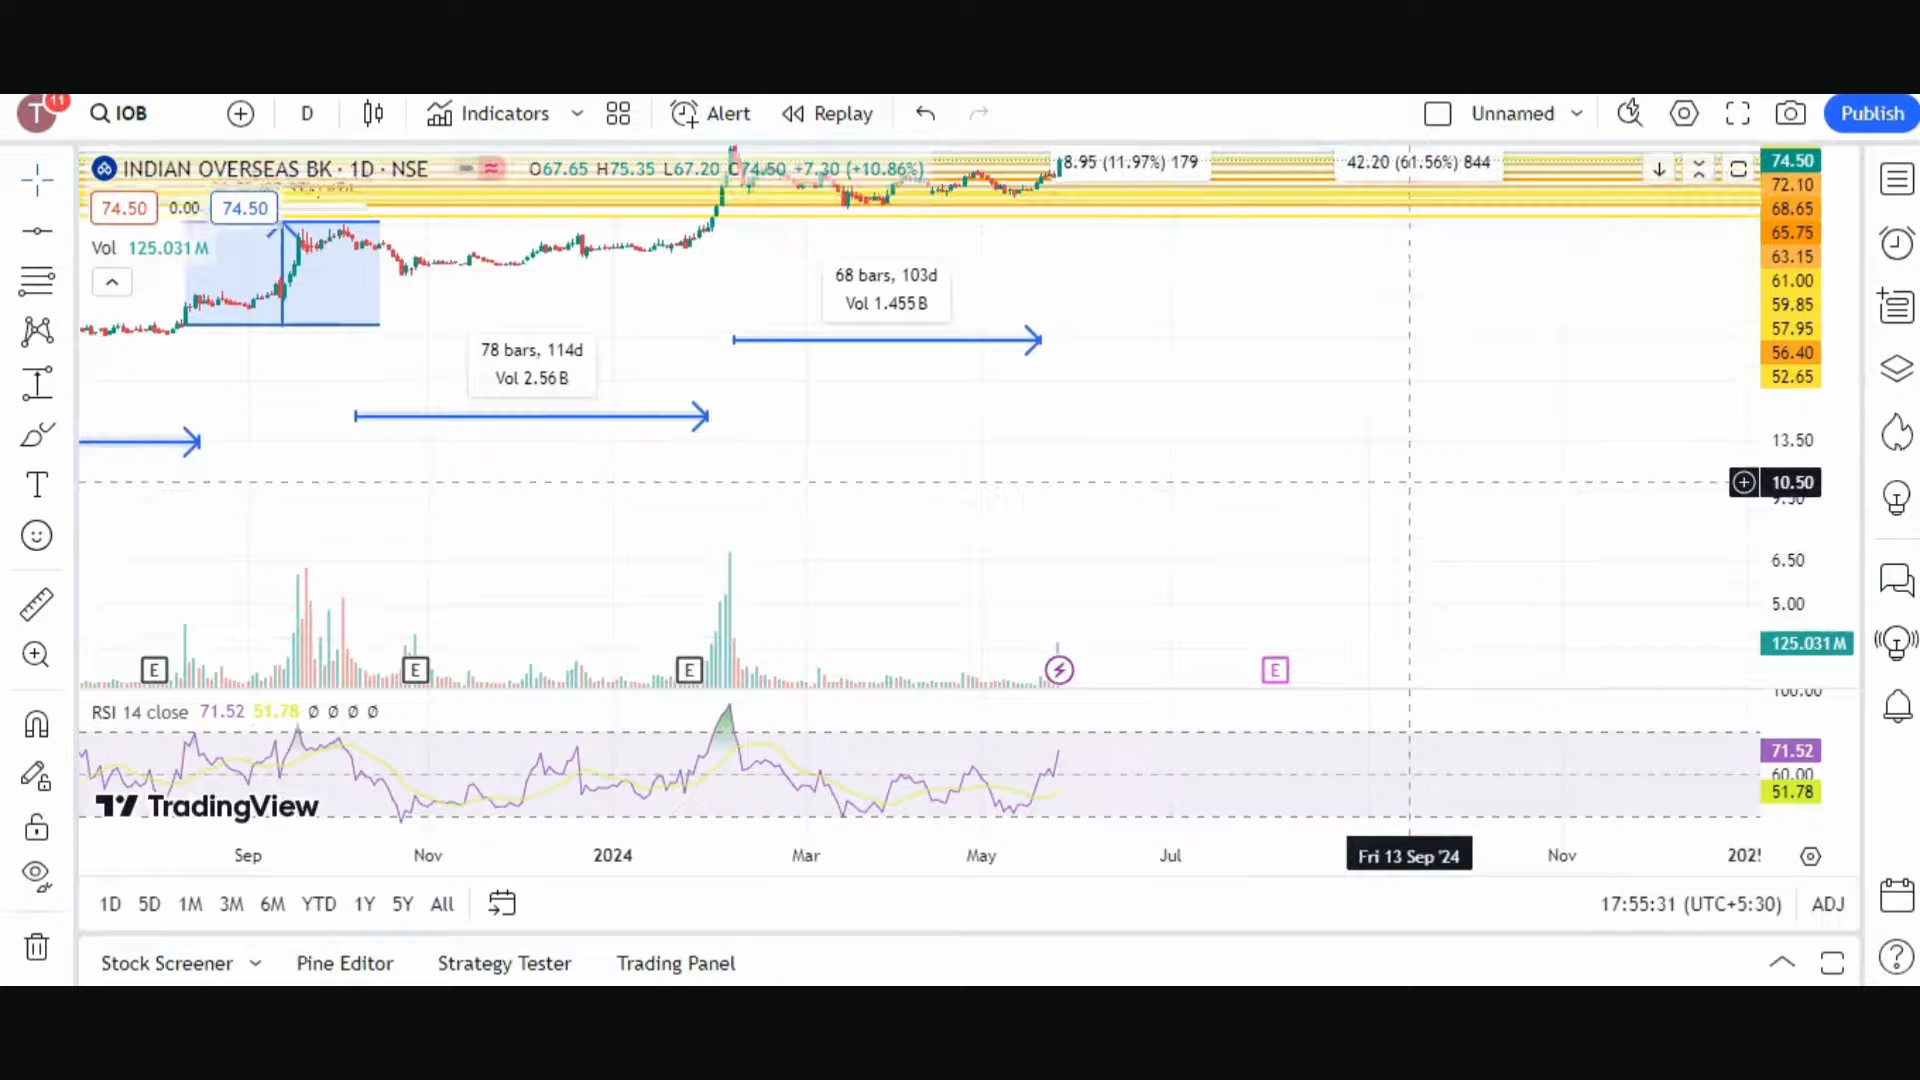 T 11 IOB D Indicators Alert Replay Unnamed Publish
INDIAN OVERSEAS BK · 1D · NSE O67.65 H75.35 L67.20 C74.50 +7.30 (+10.86%)
8.95 (11.97%) 179
42.20 (61.56%) 844
74.50 0.00 74.50
Vol 125.031 M
74.50
72.10
68.65
65.75
63.15
61.00
59.85
57.95
56.40
52.65
68 bars, 103d
Vol 1.455 B
78 bars, 114d
Vol 2.56 B
13.50
10.50
9.50
6.50
5.00
125.031 M
E E E E
100.00
RSI 14 close 71.52 51.78 Ø Ø Ø Ø
71.52
60.00
51.78
TradingView
Sep Nov 2024 Mar May Jul Fri 13 Sep '24 Nov
1D 5D 1M 3M 6M YTD 1Y 5Y All 17:55:31 (UTC+5:30) ADJ
Stock Screener Pine Editor Strategy Tester Trading Panel